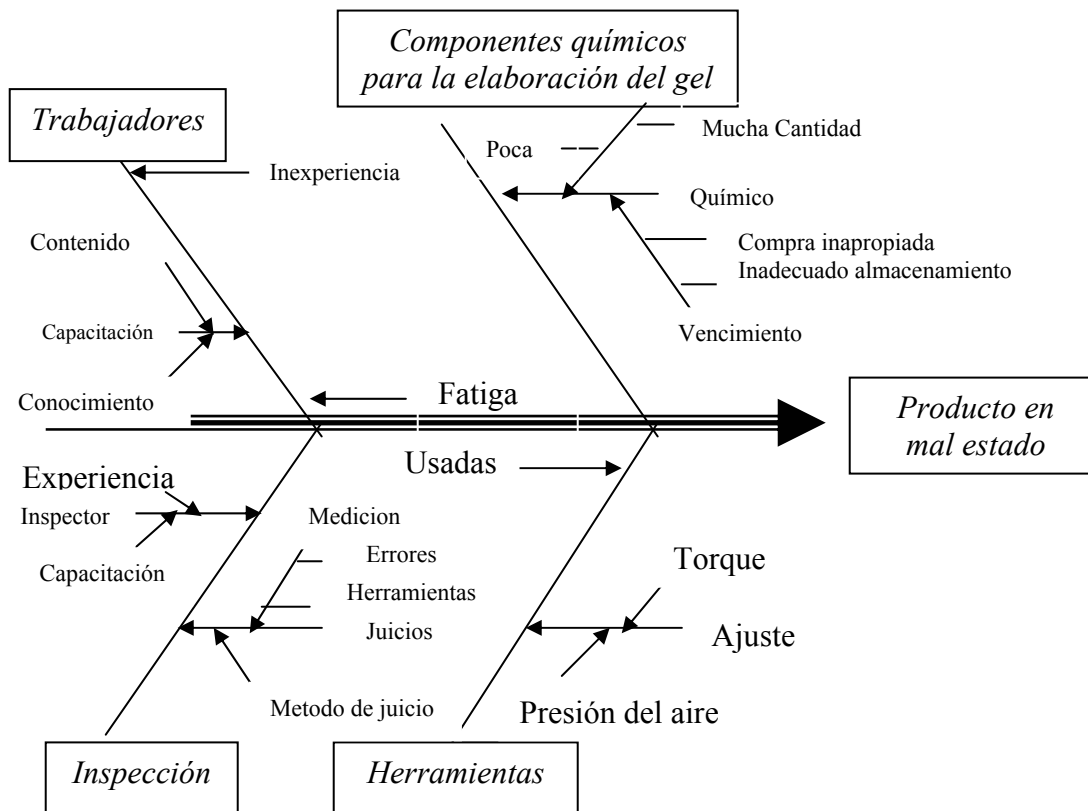 Componentes químicos
para la elaboración del gel
Trabajadores
Mucha Cantidad
Poca
Inexperiencia
Químico
Contenido
Compra inapropiada
Inadecuado almacenamiento
Capacitación
Vencimiento
Fatiga
Conocimiento
Producto en
mal estado
Usadas
Experiencia
Inspector
Medicion
Errores
Torque
Capacitación
Herramientas
Juicios
Ajuste
Metodo de juicio
Presión del aire
Inspección
Herramientas